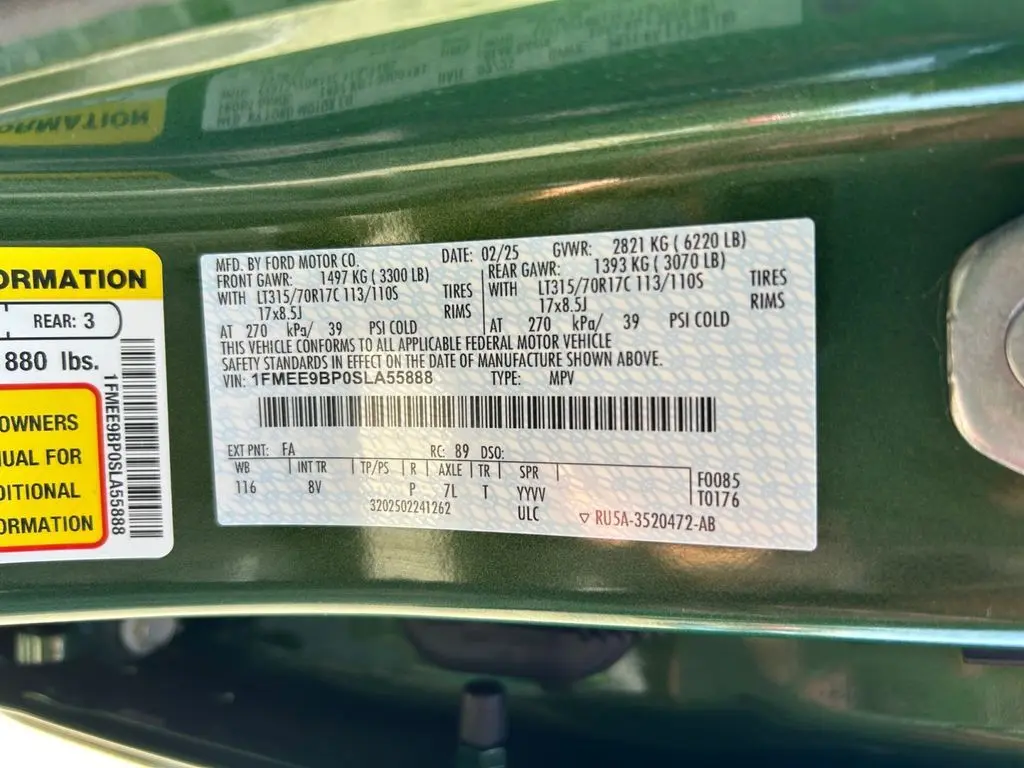 ORMATION
REAR: 3
880 lbs.
OWNERS
UAL FOR
DITIONAL
ORMATION
1FMEE9BP0SLA55888
MFD. BY FORD MOTOR CO. DATE: 02/25 GVWR: 2821 KG ( 6220 LB)
FRONT GAWR: 1497 KG ( 3300 LB) REAR GAWR: 1393 KG ( 3070 LB)
WITH LT315/70R17C 113/110S TIRES WITH LT315/70R17C 113/110S TIRES
17x8.5J RIMS 17x8.5J RIMS
AT 270 kPa/ 39 PSI COLD AT 270 kPa/ 39 PSI COLD
THIS VEHICLE CONFORMS TO ALL APPLICABLE FEDERAL MOTOR VEHICLE
SAFETY STANDARDS IN EFFECT ON THE DATE OF MANUFACTURE SHOWN ABOVE.
VIN: 1FMEE9BP0SLA55888 TYPE: MPV
EXT PNT: FA RC: 89 DSO:
WB INT TR TP/PS R AXLE TR SPR F0085
116 8V P 7L T YYVV T0176
3202502241262 ULC RU5A-3520472-AB